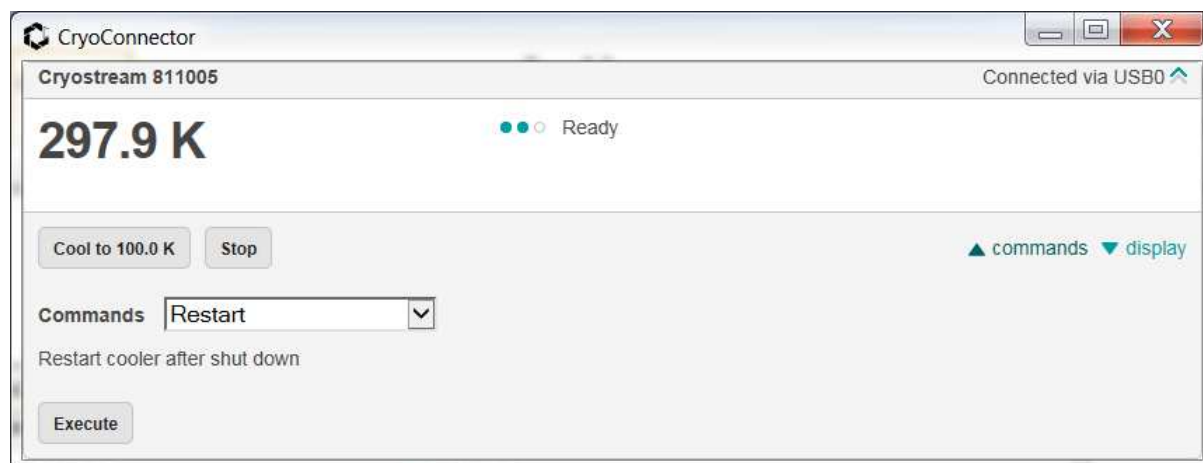 CryoConnector
Cryostream 811005 Connected via USB0
297.9 K Ready
Cool to 100.0 K Stop commands display
Commands Restart
Restart cooler after shut down
Execute